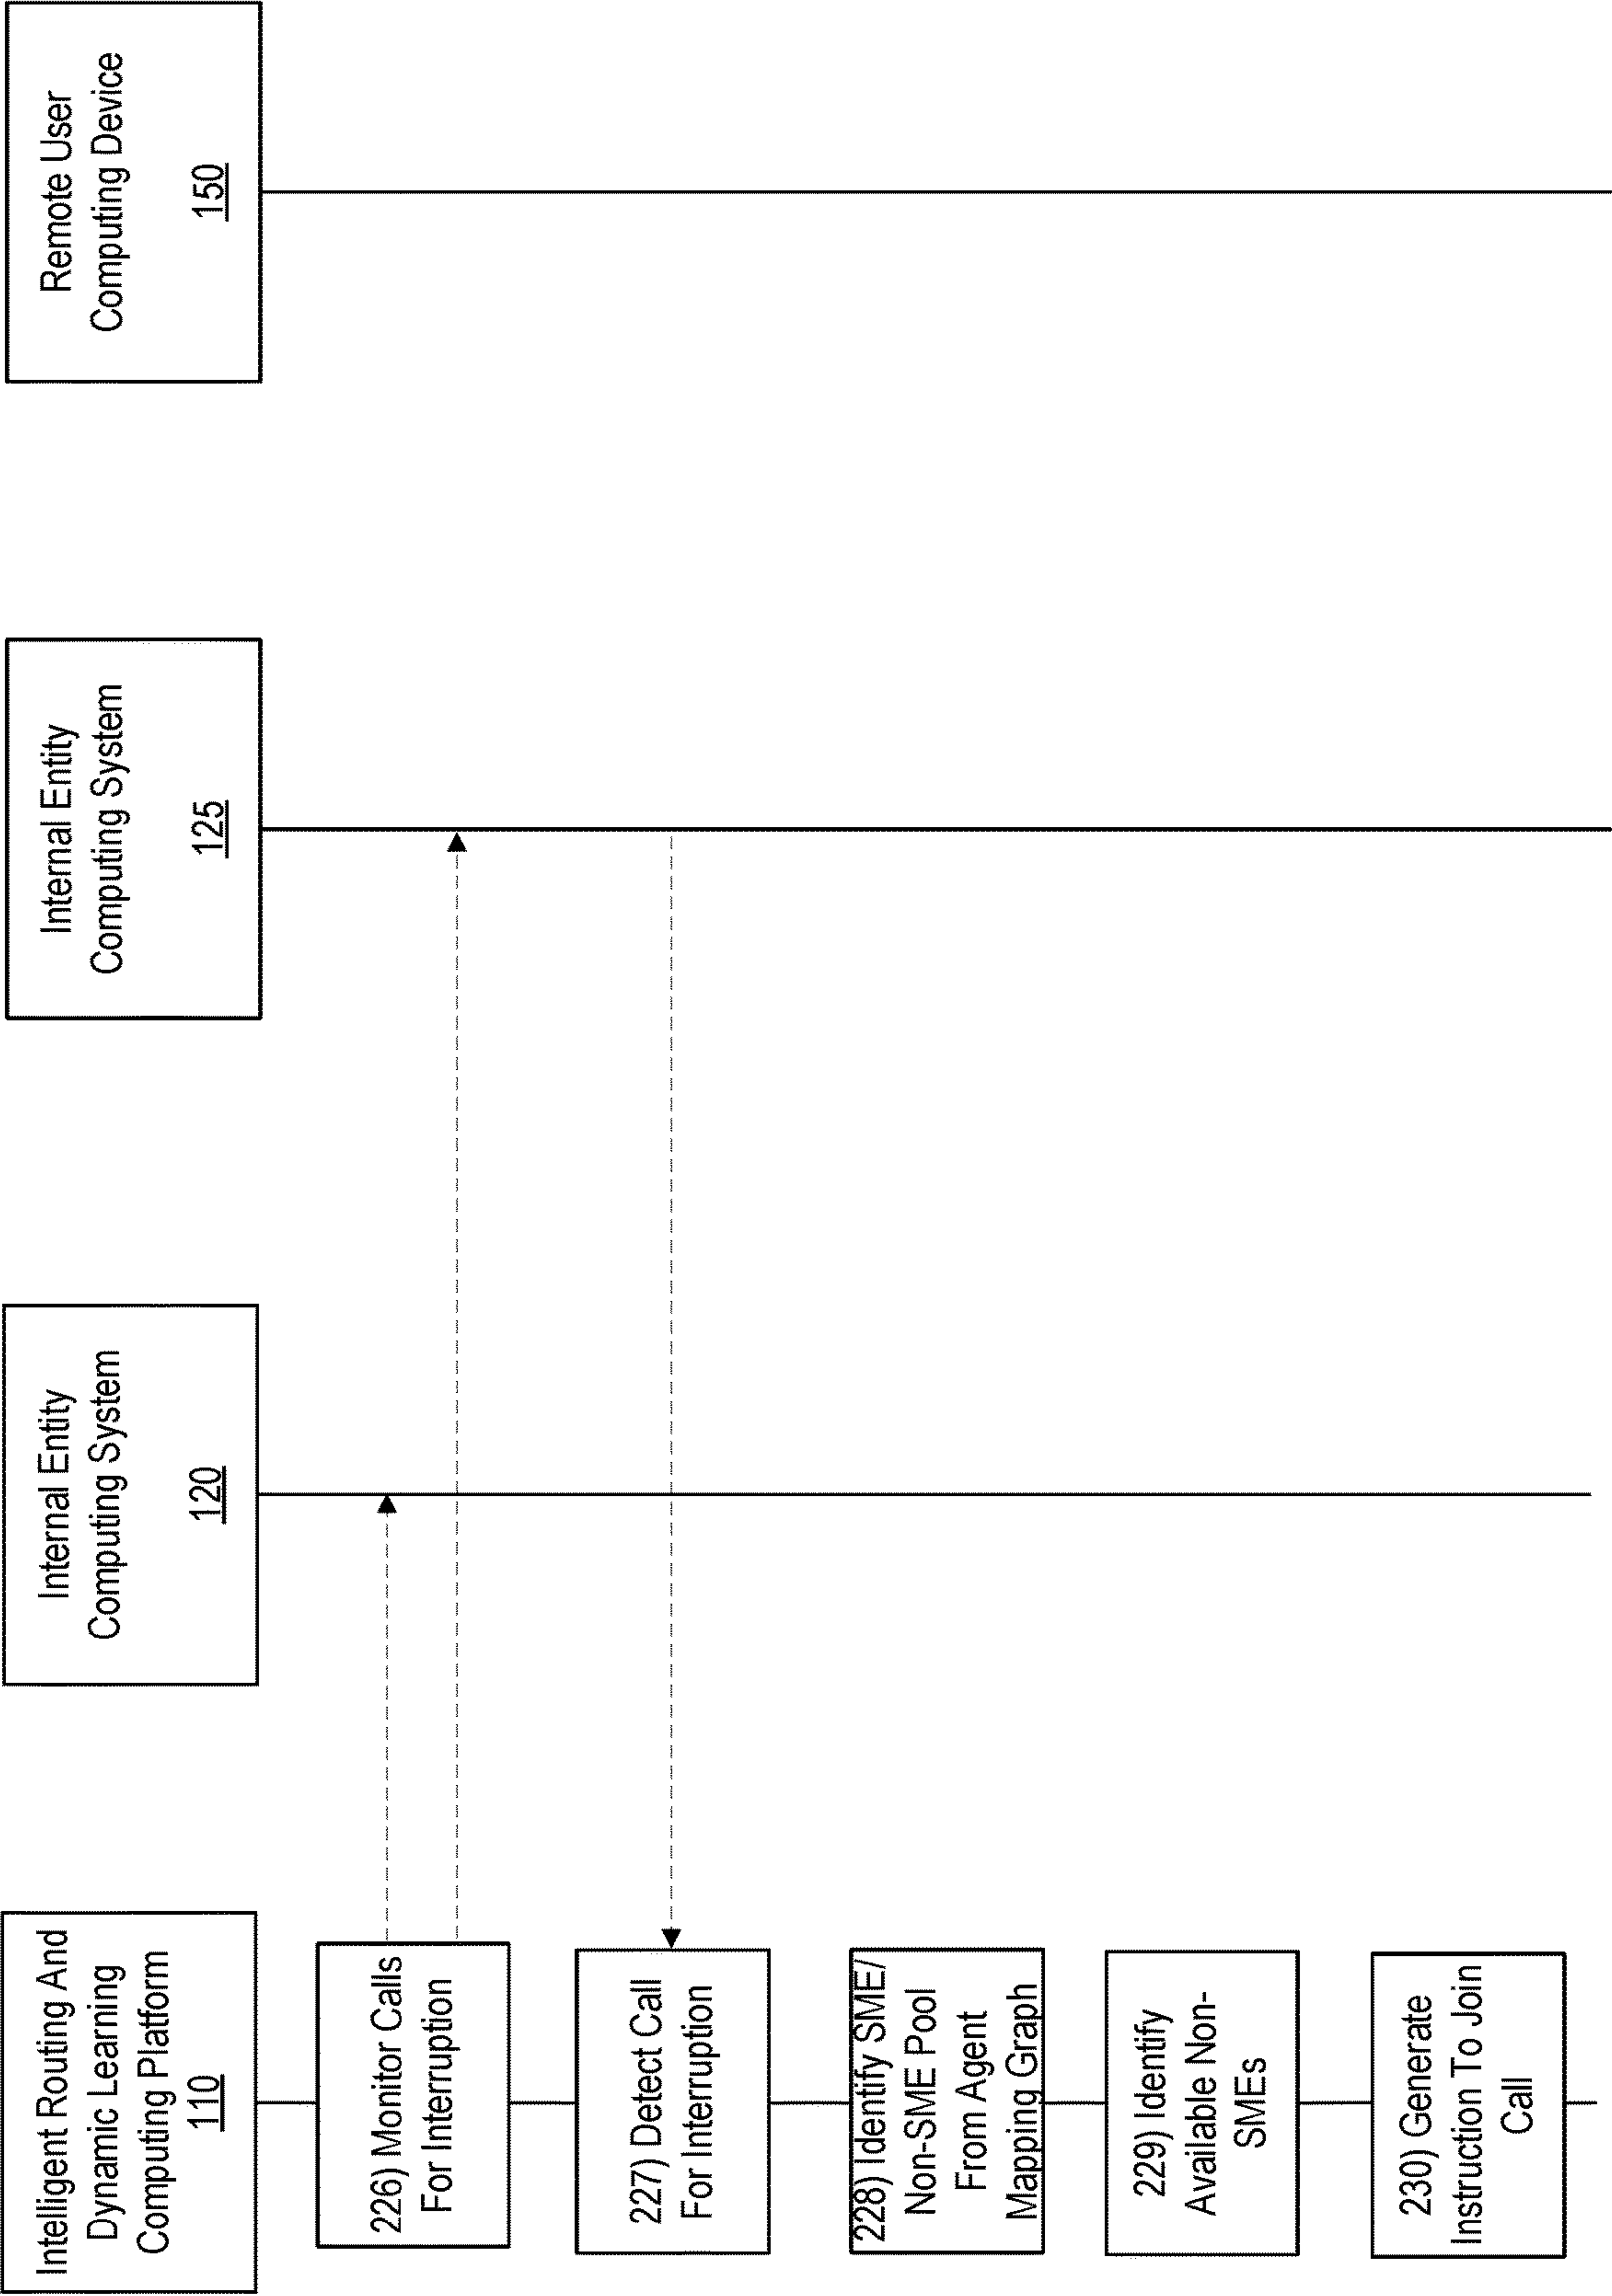 Intelligent Routing And
Dynamic Learning
Computing Platform
110
Internal Entity
Computing System
120
Internal Entity
Computing System
125
Remote User
Computing Device
150
226) Monitor Calls
For Interruption
227) Detect Call
For Interruption
228) Identify SME/
Non-SME Pool
From Agent
Mapping Graph
229) Identify
Available Non-
SMEs
230) Generate
Instruction To Join
Call